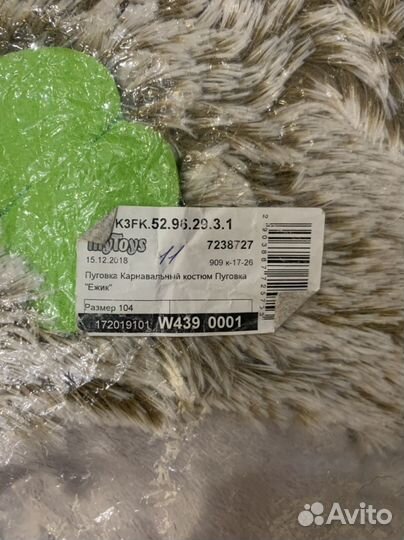 K3FK.52.96.29.3.1
myToys
7238727
15.12.2018
11
909 к-17-26
Пуговка Карнавальный костюм Пуговка
"Ежик"
Размер 104
172019101 W439 0001
Avito